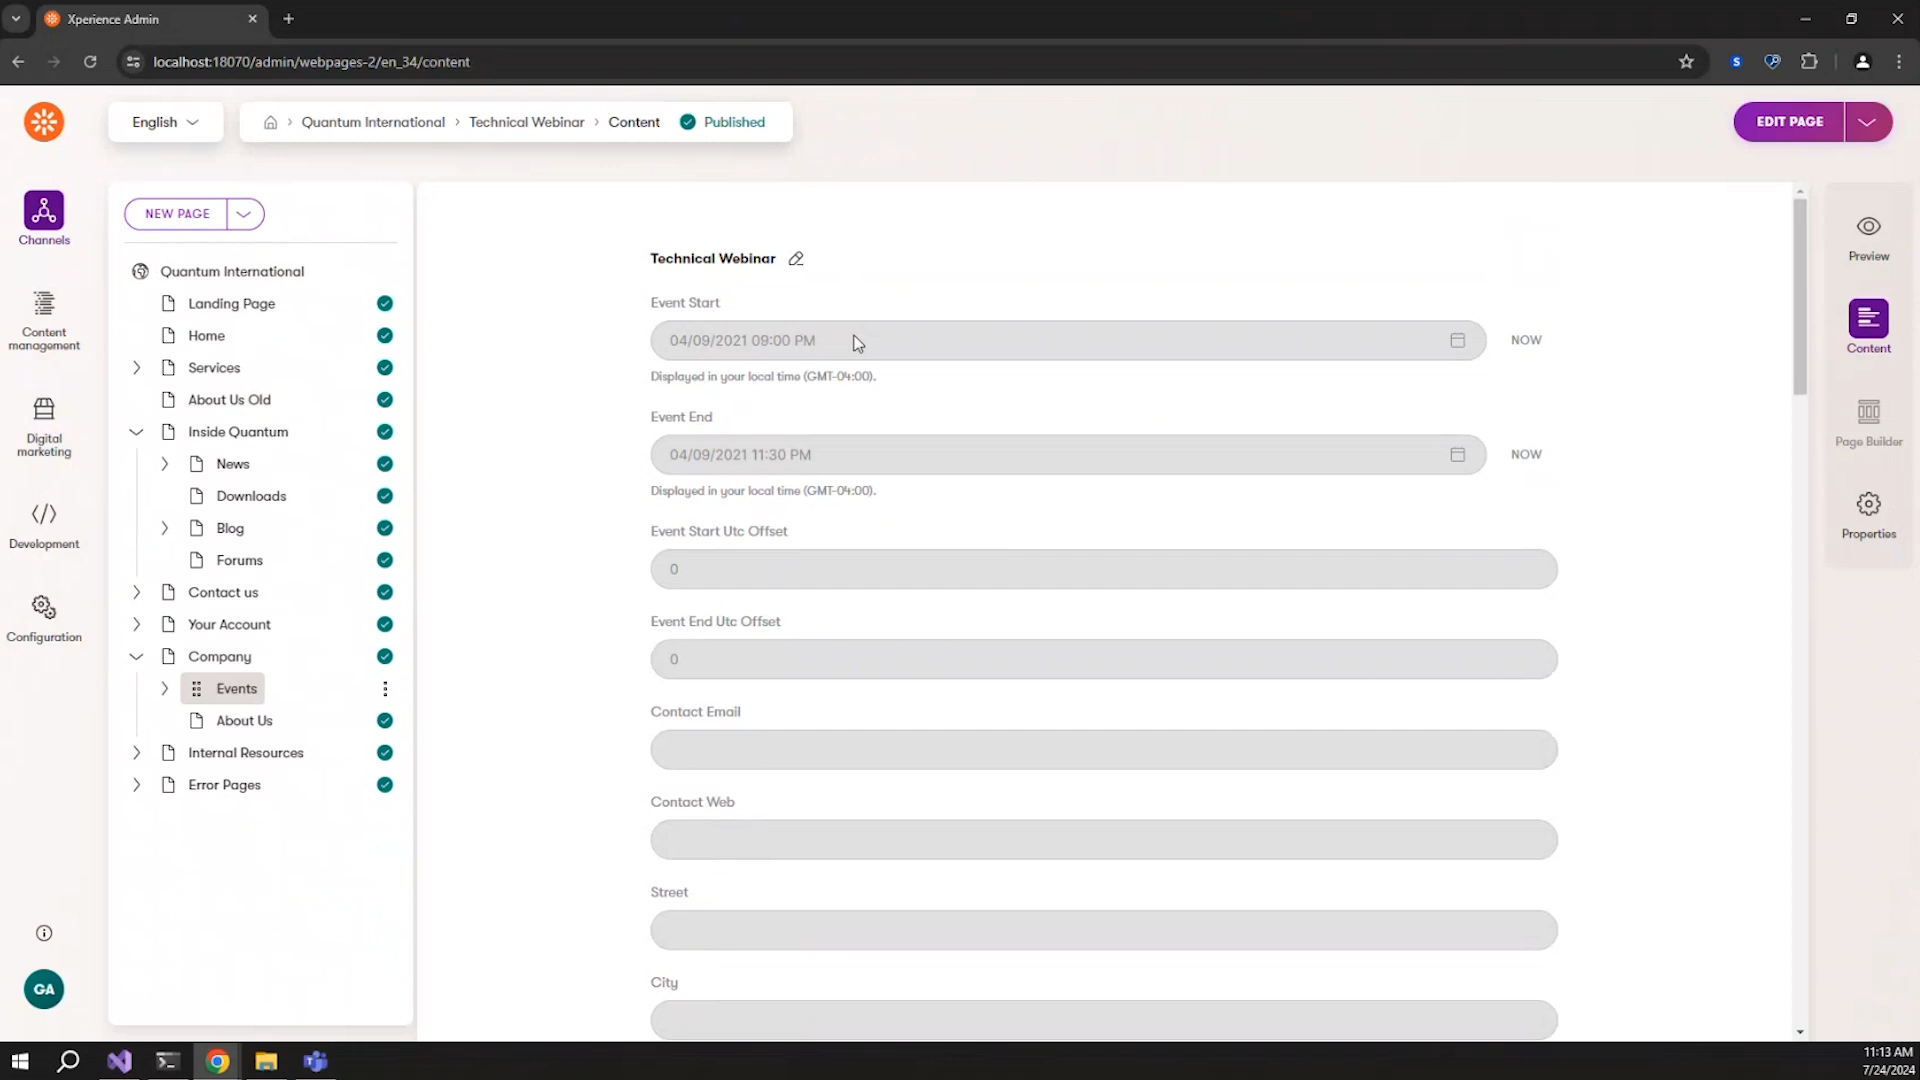 Xperience Admin
localhost:18070/admin/webpages-2/en_34/content
S
English
Quantum International
Technical Webinar
Content
Published
EDIT PAGE
Channels
Content management
Digital marketing
Development
Configuration
GA
NEW PAGE
Quantum International
Landing Page
Home
Services
About Us Old
Inside Quantum
News
Downloads
Blog
Forums
Contact us
Your Account
Company
Events
About Us
Internal Resources
Error Pages
Technical Webinar
Event Start
04/09/2021 09:00 PM
NOW
Displayed in your local time (GMT-04:00).
Event End
04/09/2021 11:30 PM
NOW
Displayed in your local time (GMT-04:00).
Event Start Utc Offset
0
Event End Utc Offset
0
Contact Email
Contact Web
Street
City
Preview
Content
Page Builder
Properties
11:13 AM
7/24/2024